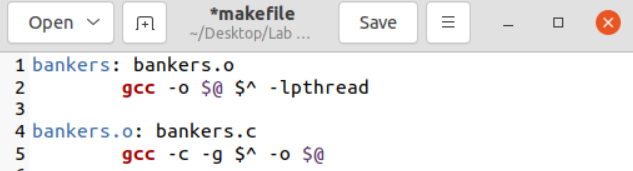 Open *makefile Save
~/Desktop/Lab ...
1 bankers: bankers.o
2 gcc -o $@ $^ -lpthread
3
4 bankers.o: bankers.c
5 gcc -c -g $^ -o $@